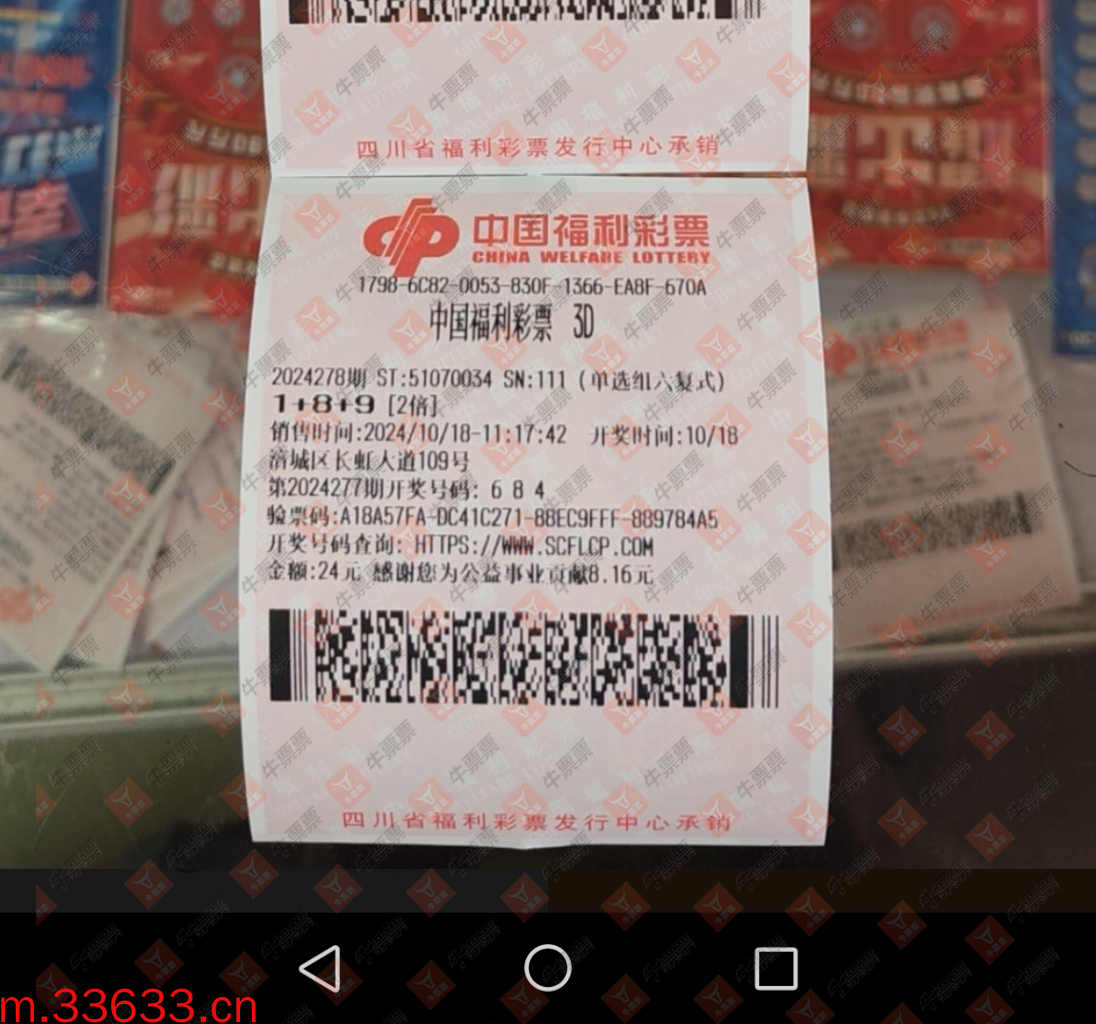 四川省福利彩票发行中心承销
中国福利彩票
CHINA WELFARE LOTTERY
1798-6C82-0053-830F-1366-EA8F-670A
中国福利彩票 3D
2024278期 ST:51070034 SN:111 (单选组六复式)
1+8+9 [2倍]
销售时间:2024/10/18-11:17:42 开奖时间:10/18
涪城区长虹大道109号
第2024277期开奖号码: 6 8 4
验票码:A18A57FA-DC41C271-88EC9FFF-889784A5
开奖号码查询: HTTPS://WWW.SCFLCP.COM
金额:24元 感谢您为公益事业贡献8.16元
四川省福利彩票发行中心承销
牛票票
m.33633.cn